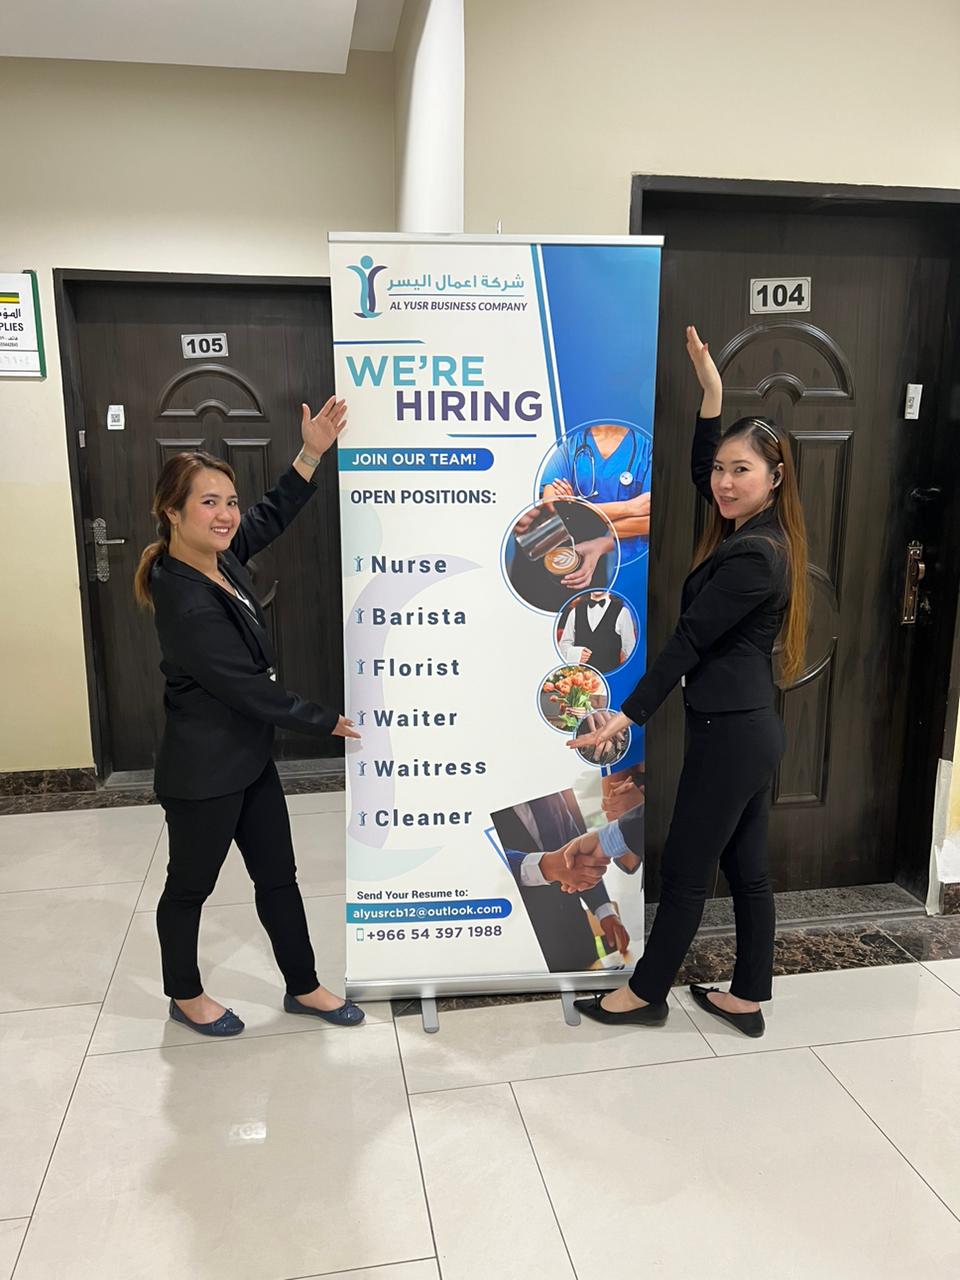 شركة اعمال اليسر
AL YUSR BUSINESS COMPANY
WE'RE
HIRING
JOIN OUR TEAM!
OPEN POSITIONS:
Nurse
Barista
Florist
Waiter
Waitress
Cleaner
Send Your Resume to:
alyusrcb12@outlook.com
+966 54 397 1988
105
104
PLIES